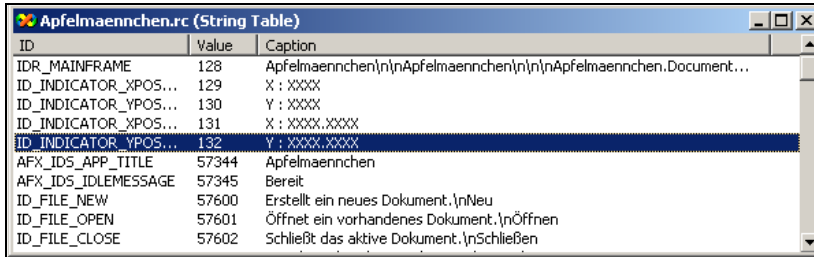 Apfelmaennchen.rc (String Table)
ID Value Caption
IDR_MAINFRAME 128 Apfelmaennchen\n\nApfelmaennchen\n\n\nApfelmaennchen.Document...
ID_INDICATOR_XPOS... 129 X : XXXX
ID_INDICATOR_YPOS... 130 Y : XXXX
ID_INDICATOR_XPOS... 131 X : XXXX.XXXX
ID_INDICATOR_YPOS... 132 Y : XXXX.XXXX
AFX_IDS_APP_TITLE 57344 Apfelmaennchen
AFX_IDS_IDLEMESSAGE 57345 Bereit
ID_FILE_NEW 57600 Erstellt ein neues Dokument.\nNeu
ID_FILE_OPEN 57601 Öffnet ein vorhandenes Dokument.\nÖffnen
ID_FILE_CLOSE 57602 Schließt das aktive Dokument.\nSchließen